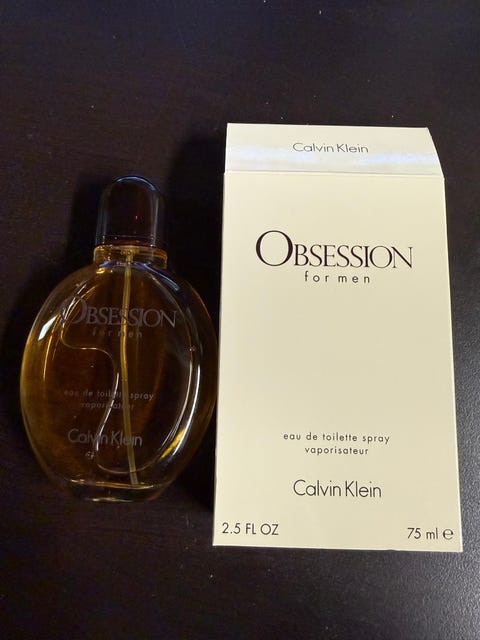 OBSESSION
for men
eau de toilette spray
vaporisateur
Calvin Klein
Calvin Klein
OBSESSION
for men
eau de toilette spray
vaporisateur
Calvin Klein
2.5 FL OZ 75 ml ℮